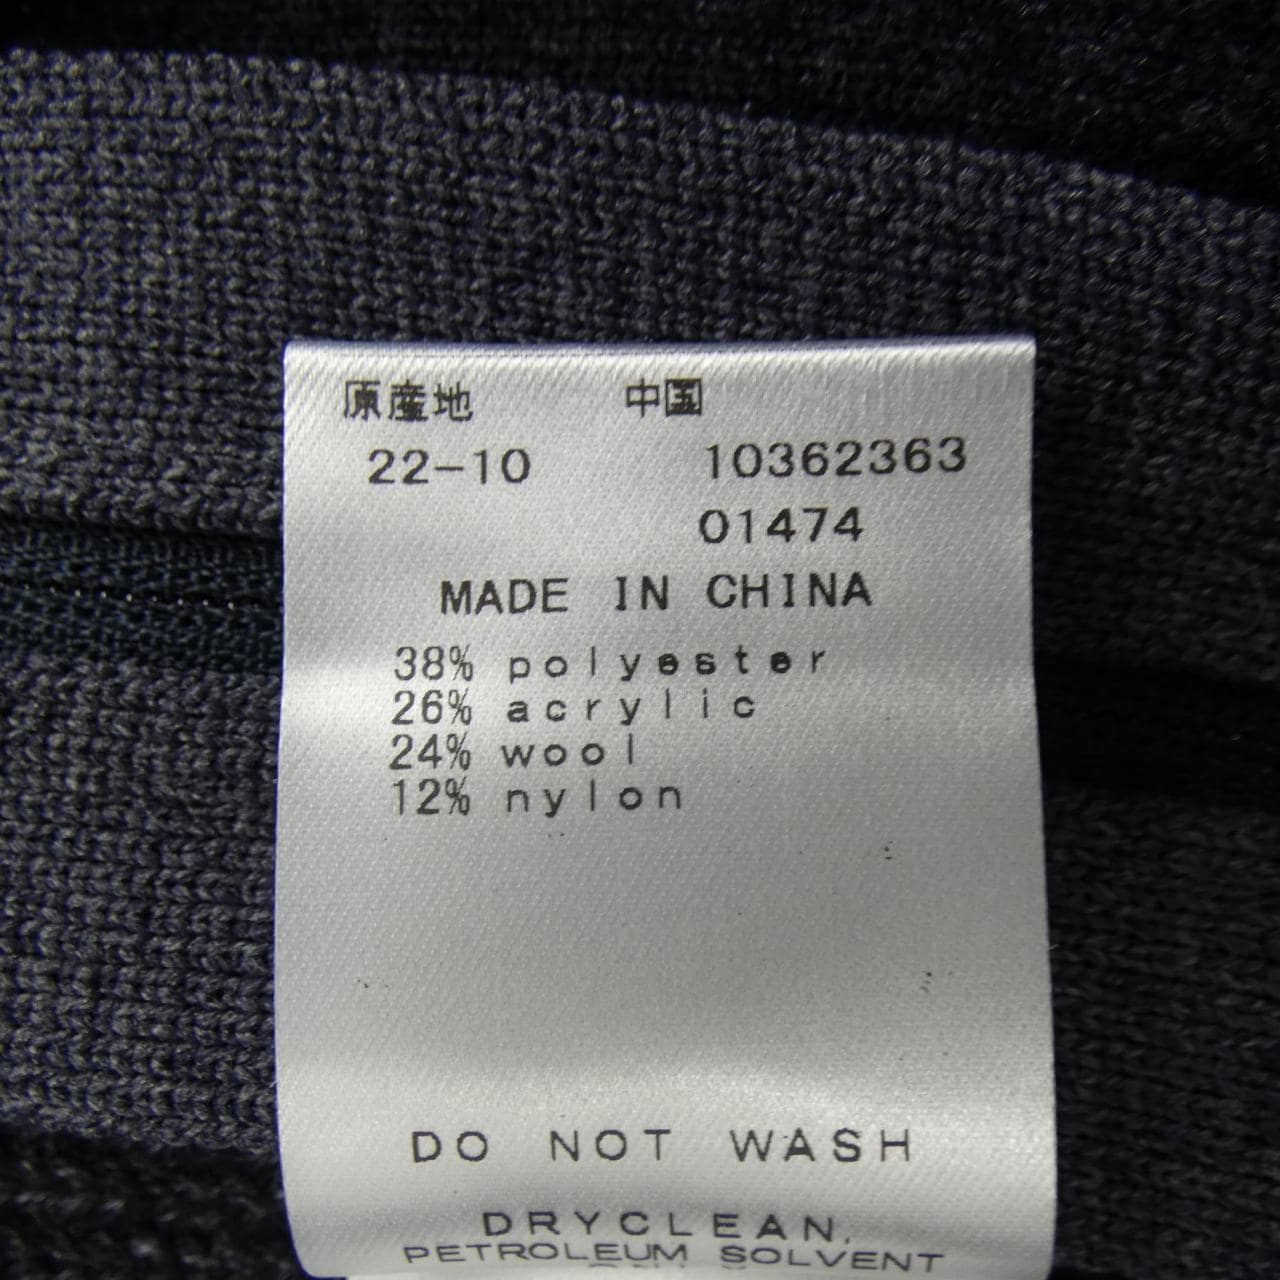 原産地 中国
22-10 10362363
01474
MADE IN CHINA
38% polyester
26% acrylic
24% wool
12% nylon
DO NOT WASH
DRYCLEAN,
PETROLEUM SOLVENT